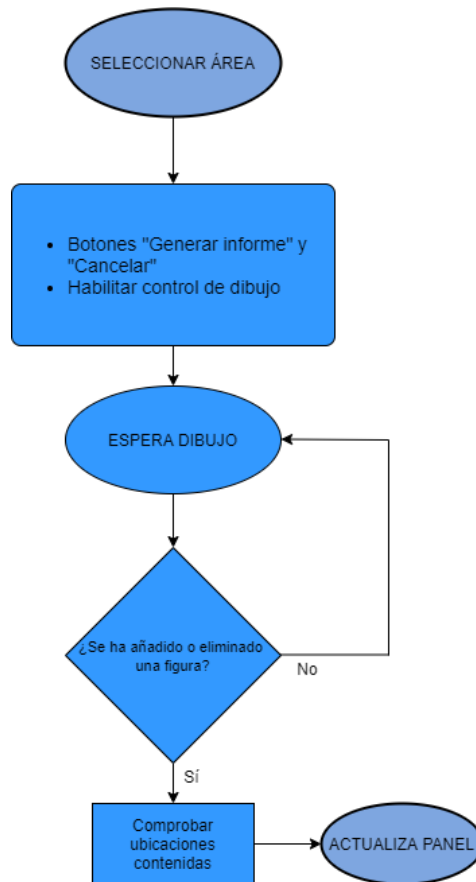 SELECCIONAR ÁREA
• Botones "Generar informe" y
"Cancelar"
• Habilitar control de dibujo
ESPERA DIBUJO
¿Se ha añadido o eliminado
una figura?
No
Sí
Comprobar
ubicaciones
contenidas
ACTUALIZA PANEL